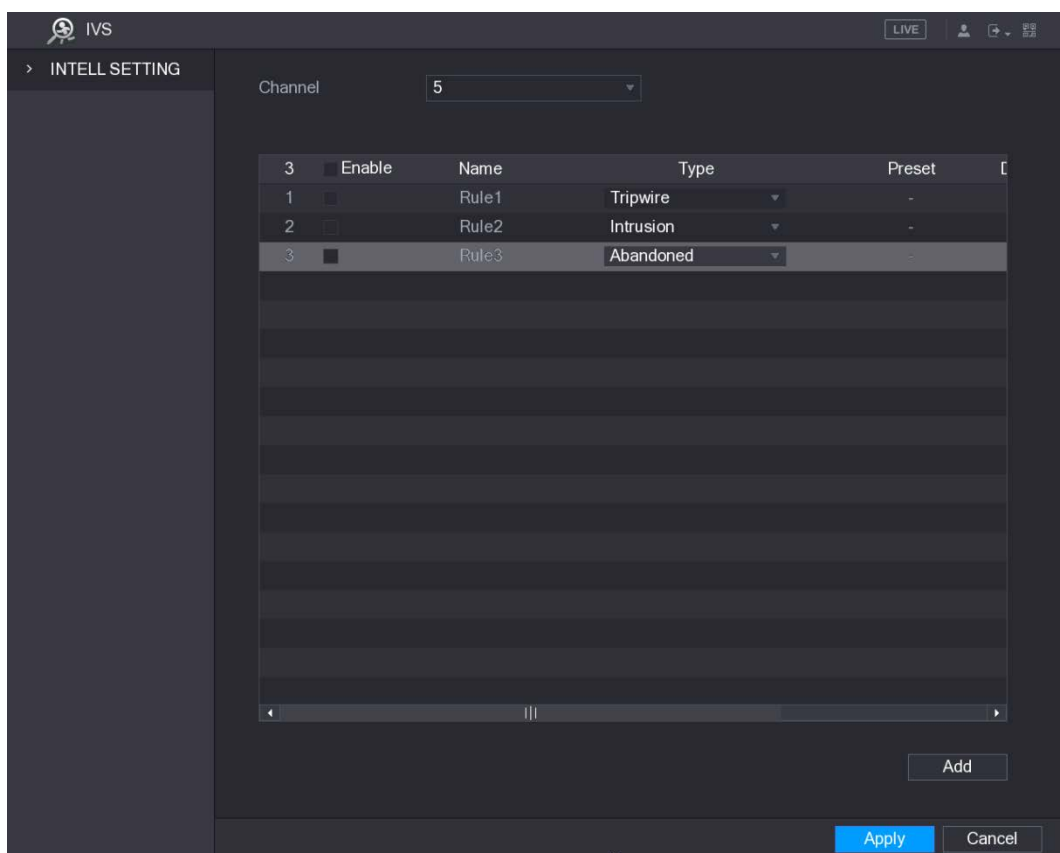 IVS LIVE
INTELL SETTING
Channel 5
3 Enable Name Type Preset
1 Rule1 Tripwire -
2 Rule2 Intrusion -
3 Rule3 Abandoned -
Add
Apply Cancel